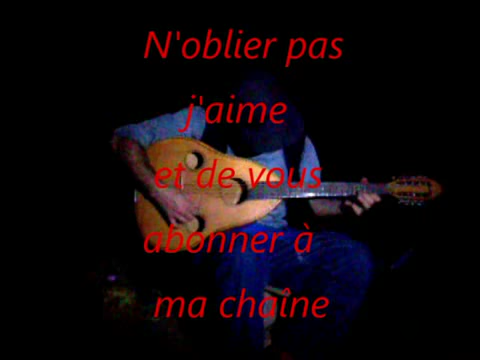 N'oblier pas
j'aime
et de vous
abonner à
ma chaîne